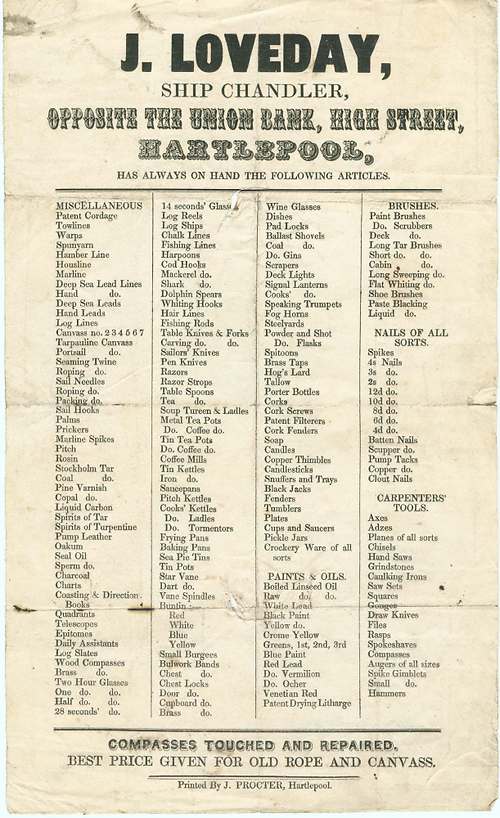 J. LOVEDAY,
SHIP CHANDLER,
OPPOSITE THE UNION BANK, HIGH STREET,
HARTLEPOOL,
HAS ALWAYS ON HAND THE FOLLOWING ARTICLES.
MISCELLANEOUS
Patent Cordage
Towlines
Warps
Spunyarn
Hamber Line
Housline
Marline
Deep Sea Lead Lines
Hand do.
Deep Sea Leads
Hand Leads
Log Lines
Canvass no. 2 3 4 5 6 7
Tarpauline Canvass
Portsail do.
Seaming Twine
Roping do.
Sail Needles
Roping do.
Packing do.
Sail Hooks
Palms
Prickers
Marline Spikes
Pitch
Rosin
Stockholm Tar
Coal do.
Pine Varnish
Copal do.
Liquid Carbon
Spirits of Tar
Spirits of Turpentine
Pump Leather
Oakum
Seal Oil
Sperm do.
Charcoal
Charts
Coasting & Direction
Books
Quadrants
Telescopes
Epitomes
Daily Assistants
Log Slates
Wood Compasses
Brass do.
Two Hour Glasses
One do. do.
Half do. do.
28 seconds' do.
14 seconds' Glass
Log Reels
Log Ships
Chalk Lines
Fishing Lines
Harpoons
Cod Hooks
Mackerel do.
Shark do.
Dolphin Spears
Whiting Hooks
Hair Lines
Fishing Rods
Table Knives & Forks
Carving do. do.
Sailors' Knives
Pen Knives
Razors
Razor Strops
Table Spoons
Tea do.
Soup Tureen & Ladles
Metal Tea Pots
Do. Coffee do.
Tin Tea Pots
Do. Coffee do.
Coffee Mills
Tin Kettles
Iron do.
Saucepans
Pitch Kettles
Cooks' Kettles
Do. Ladles
Do. Tormentors
Frying Pans
Baking Pans
Sea Pie Tins
Tin Pots
Star Vane
Dart do.
Vane Spindles
Buntin
Red
White
Blue
Yellow
Small Burgees
Bulwork Bands
Chest do.
Chest Locks
Door do.
Cupboard do.
Brass do.
Wine Glasses
Dishes
Pad Locks
Ballast Shovels
Coal do.
Do. Gins
Scrapers
Deck Lights
Signal Lanterns
Cooks' do.
Speaking Trumpets
Fog Horns
Steelyards
Powder and Shot
Do. Flasks
Spitoons
Brass Taps
Hog's Lard
Tallow
Porter Bottles
Corks
Cork Screws
Patent Filterers
Cork Fenders
Soap
Candles
Copper Thimbles
Candlesticks
Snuffers and Trays
Black Jacks
Fenders
Tumblers
Plates
Cups and Saucers
Pickle Jars
Crockery Ware of all
sorts
PAINTS & OILS.
Boiled Linseed Oil
Raw do. do.
White Lead
Black Paint
Yellow do.
Crome Yellow
Greens, 1st, 2nd, 3rd
Blue Paint
Red Lead
Do. Vermilion
Do. Ocher
Venetian Red
Patent Drying Litharge
BRUSHES.
Paint Brushes
Do. Scrubbers
Deck do.
Long Tar Brushes
Short do. do.
Cabin do.
Long Sweeping do.
Flat Whiting do.
Shoe Brushes
Paste Blacking
Liquid do.
NAILS OF ALL
SORTS.
Spikes
4s Nails
3s do.
2s do.
12d do.
10d do.
8d do.
6d do.
4d do.
Batten Nails
Scupper do.
Pump Tacks
Copper do.
Clout Nails
CARPENTERS'
TOOLS.
Axes
Adzes
Planes of all sorts
Chisels
Hand Saws
Grindstones
Caulking Irons
Saw Sets
Squares
Gouges
Draw Knives
Files
Rasps
Spokeshaves
Compasses
Augers of all sizes
Spike Gimblets
Small do.
Hammers
COMPASSES TOUCHED AND REPAIRED.
BEST PRICE GIVEN FOR OLD ROPE AND CANVASS.
Printed By J. PROCTER, Hartlepool.